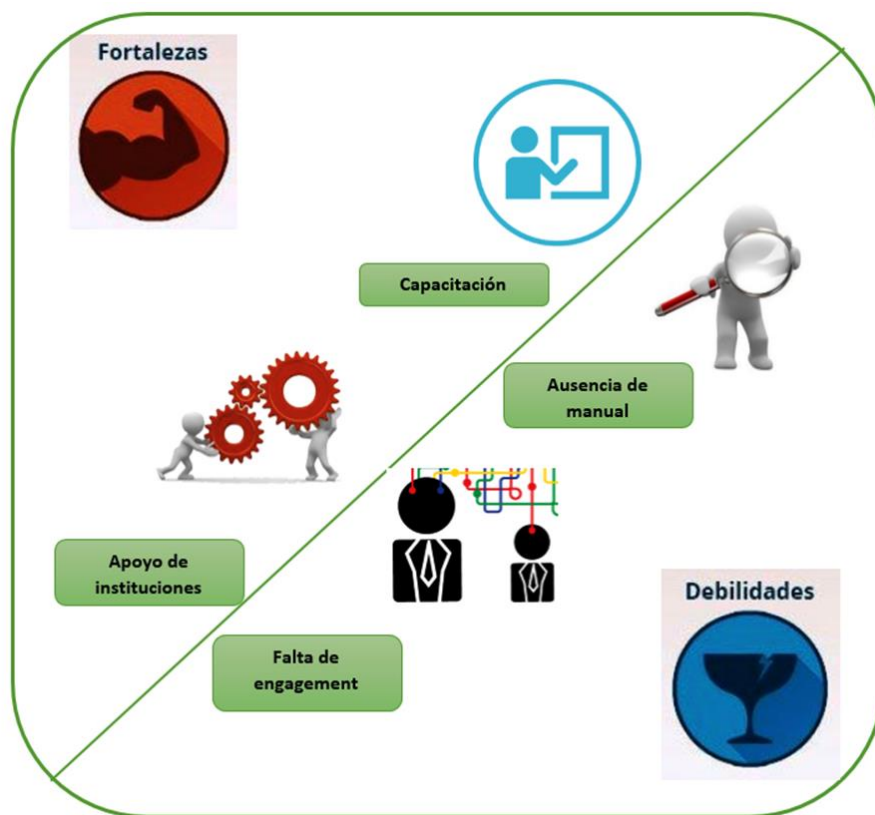 Fortalezas
Capacitación
Ausencia de
manual
Apoyo de
instituciones
Debilidades
Falta de
engagement